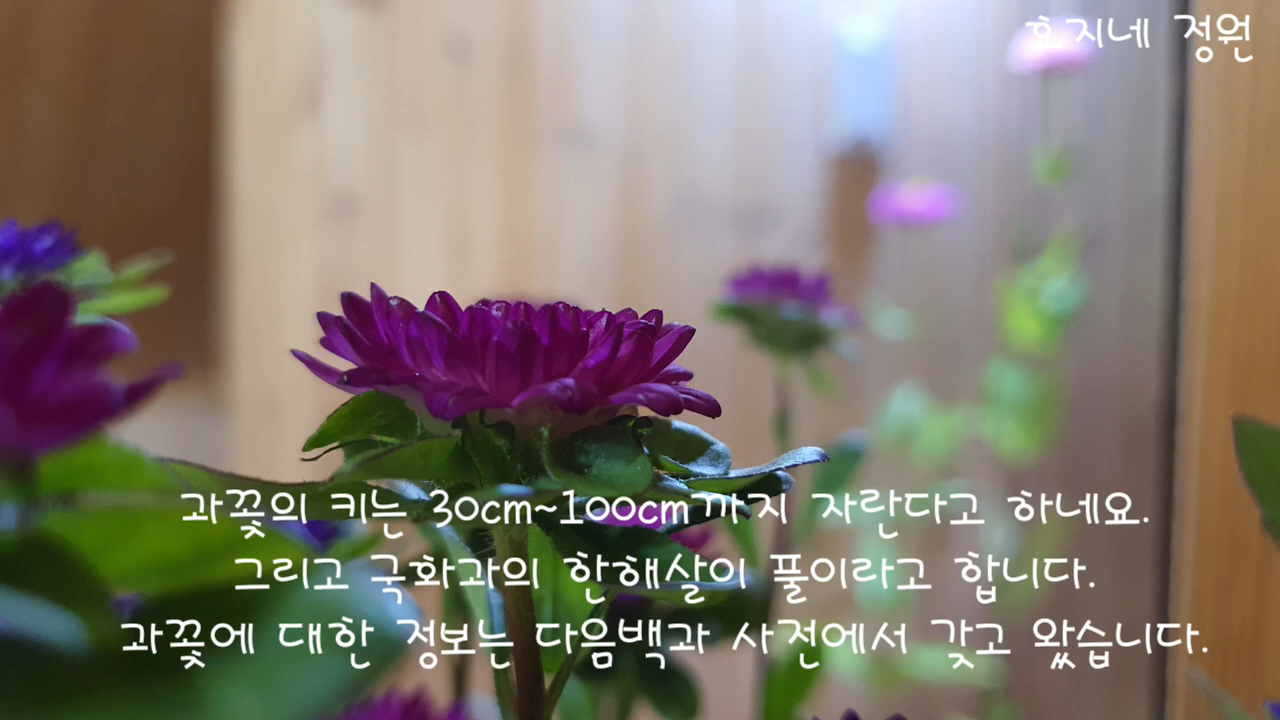 호지네 정원
과꽃의 키는 30cm~100cm까지 자란다고 하네요.
그리고 국화과의 한해살이 풀이라고 합니다.
과꽃에 대한 정보는 다음백과 사전에서 갖고 왔습니다.